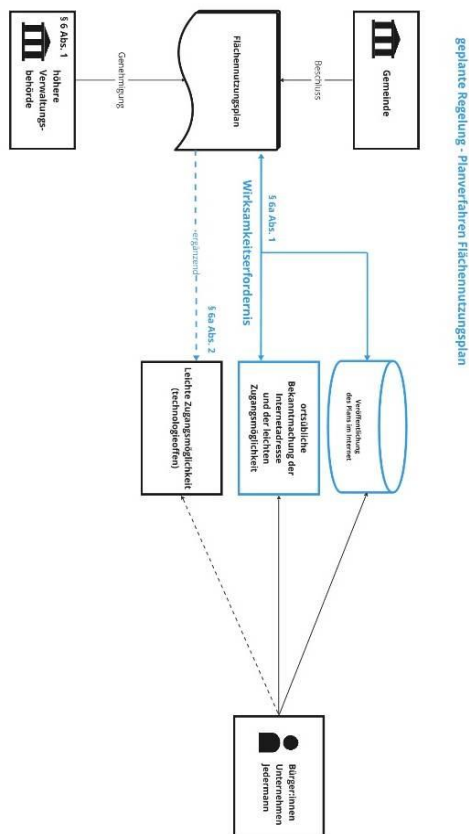 geplante Regelung - Planverfahren Flächennutzungsplan
Gemeinde
Beschluss
Flächennutzungsplan
Genehmigung
§ 6 Abs. 1
höhere
Verwaltungs-
behörde
§ 6a Abs. 1
Wirksamkeitserfordernis
-ergänzend-
§ 6a Abs. 2
Veröffentlichung
des Plans im Internet
ortsübliche
Bekanntmachung der
Internetadresse
und der leichten
Zugangsmöglichkeit
Leichte Zugangsmöglichkeit
(technologieoffen)
Bürger:innen
Unternehmen
Jedermann